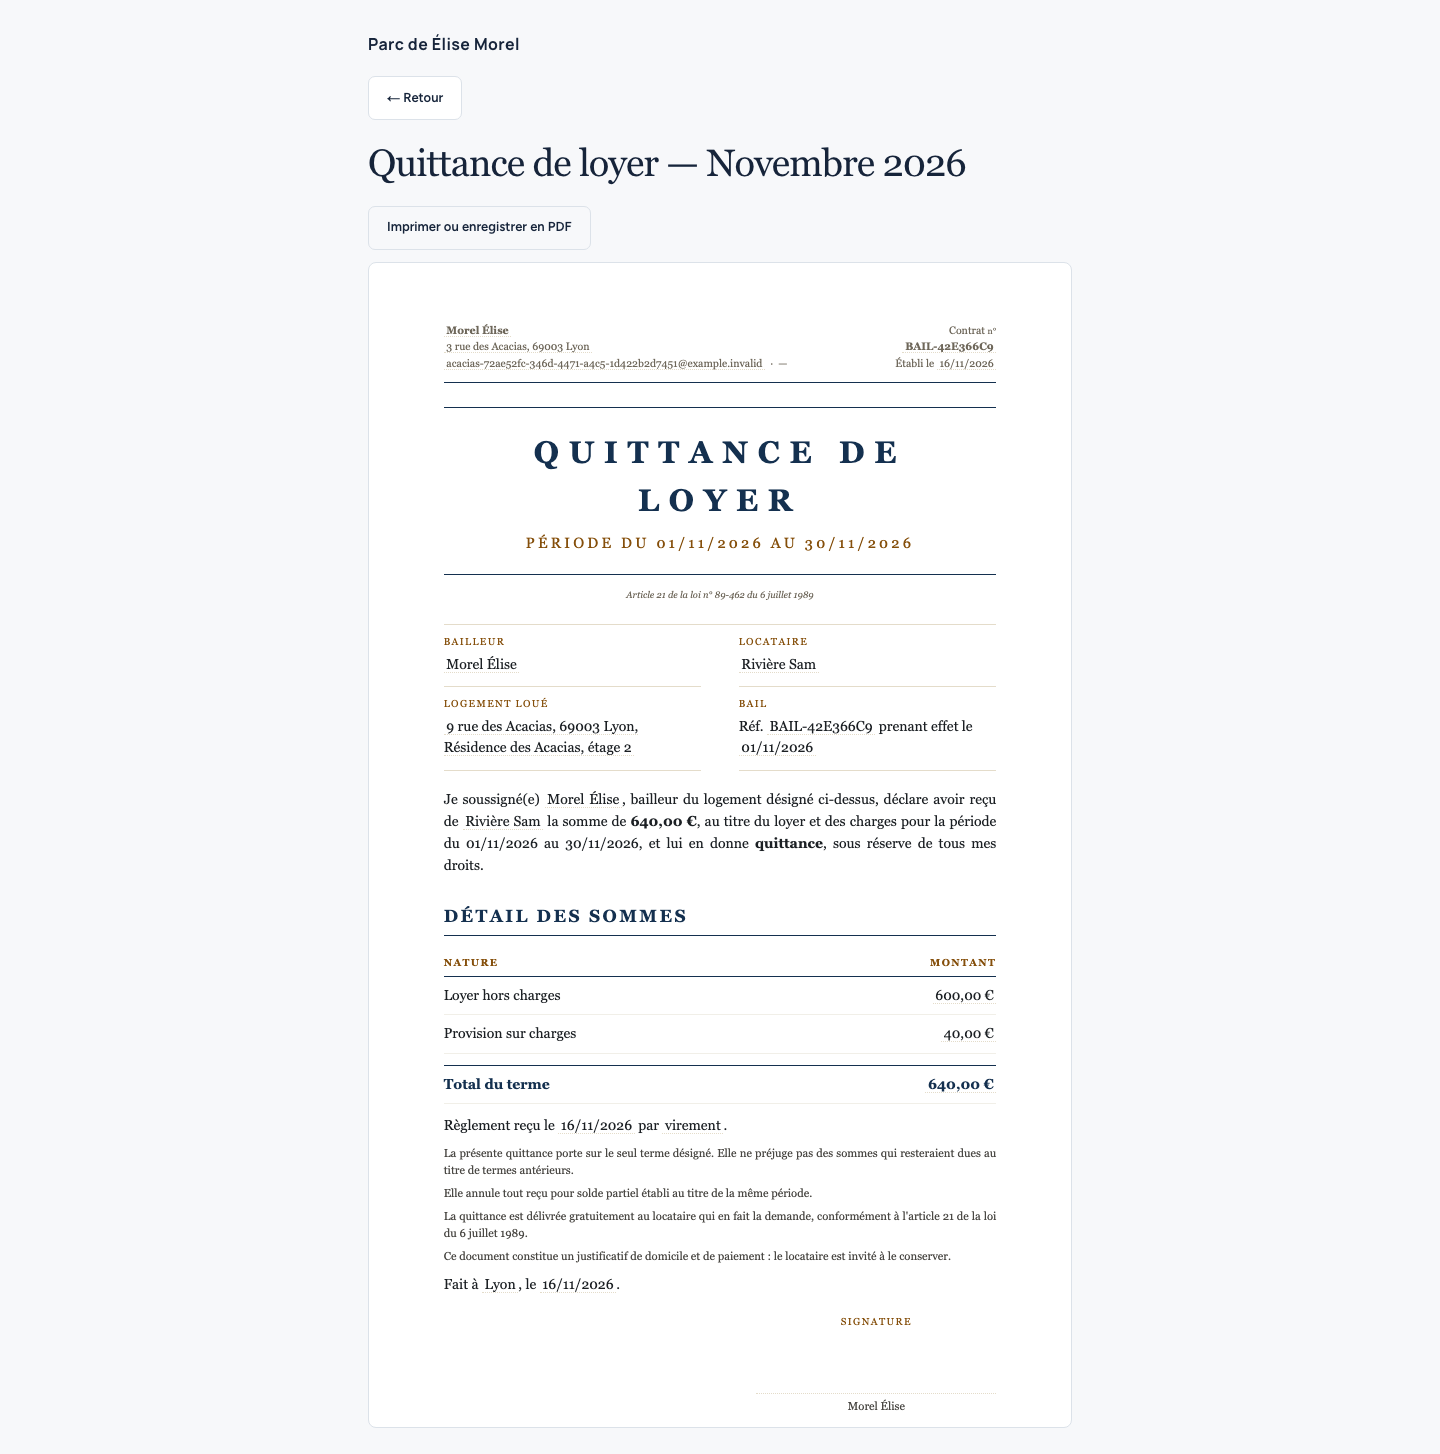 Parc de Élise Morel
← Retour
Quittance de loyer — Novembre 2026
Imprimer ou enregistrer en PDF
Morel Élise
3 rue des Acacias, 69003 Lyon
acacias-72ae52fc-346d-4471-a4c5-1d422b2d7451@example.invalid · —
Contrat n°
BAIL-42E366C9
Établi le 16/11/2026
QUITTANCE DE
LOYER
PÉRIODE DU 01/11/2026 AU 30/11/2026
Article 21 de la loi n° 89-462 du 6 juillet 1989
BAILLEUR
Morel Élise
LOCATAIRE
Rivière Sam
LOGEMENT LOUÉ
9 rue des Acacias, 69003 Lyon,
Résidence des Acacias, étage 2
BAIL
Réf. BAIL-42E366C9 prenant effet le
01/11/2026
Je soussigné(e) Morel Élise, bailleur du logement désigné ci-dessus, déclare avoir reçu
de Rivière Sam la somme de 640,00 €, au titre du loyer et des charges pour la période
du 01/11/2026 au 30/11/2026, et lui en donne quittance, sous réserve de tous mes
droits.
DÉTAIL DES SOMMES
NATURE MONTANT
Loyer hors charges 600,00 €
Provision sur charges 40,00 €
Total du terme 640,00 €
Règlement reçu le 16/11/2026 par virement.
La présente quittance porte sur le seul terme désigné. Elle ne préjuge pas des sommes qui resteraient dues au
titre de termes antérieurs.
Elle annule tout reçu pour solde partiel établi au titre de la même période.
La quittance est délivrée gratuitement au locataire qui en fait la demande, conformément à l'article 21 de la loi
du 6 juillet 1989.
Ce document constitue un justificatif de domicile et de paiement : le locataire est invité à le conserver.
Fait à Lyon, le 16/11/2026.
SIGNATURE
Morel Élise